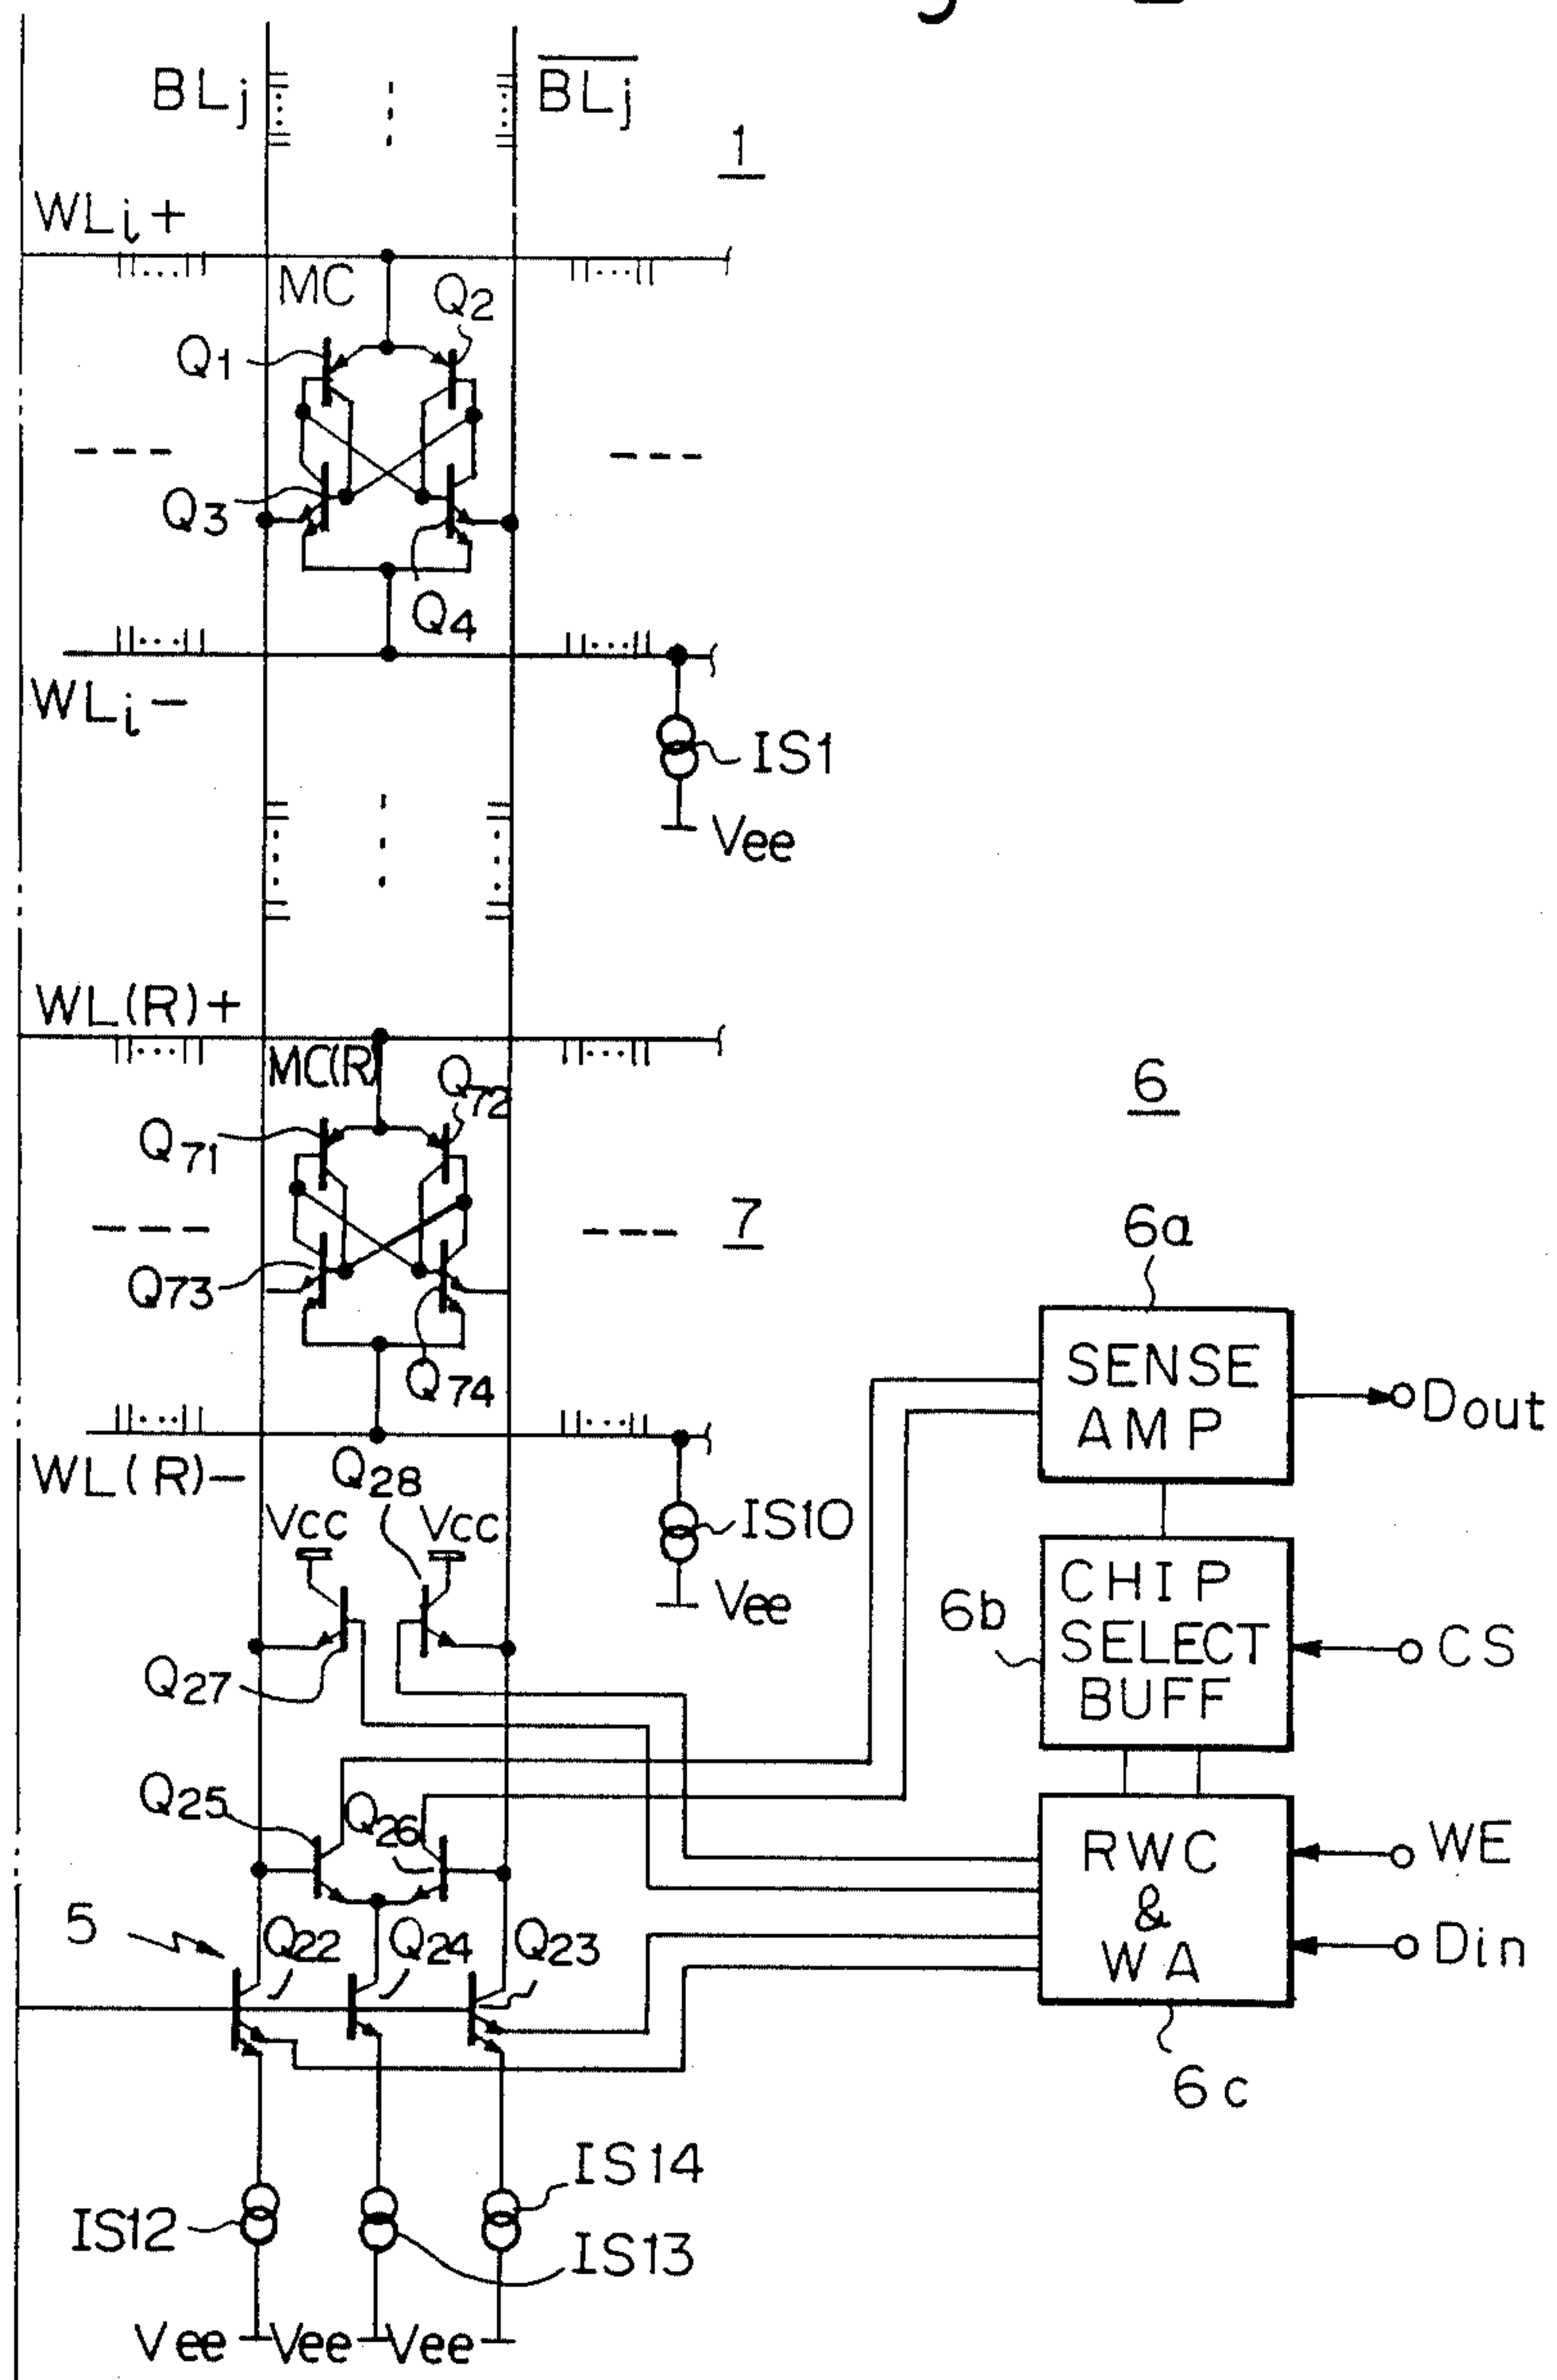 BLj
BLj
1
WLi+
MC
Q2
Q1
Q3
Q4
WLi-
IS1
Vee
WL(R)+
MC(R)
Q72
Q71
6
7
6a
Q73
SENSE
AMP
Dout
Q74
WL(R)-
Q28
Vcc
Vcc
IS10
Vee
CHIP
SELECT
BUFF
6b
CS
Q27
Q25
Q26
RWC
&
WA
WE
5
Q22
Q24
Q23
Din
6c
IS14
IS12
IS13
Vee
Vee
Vee